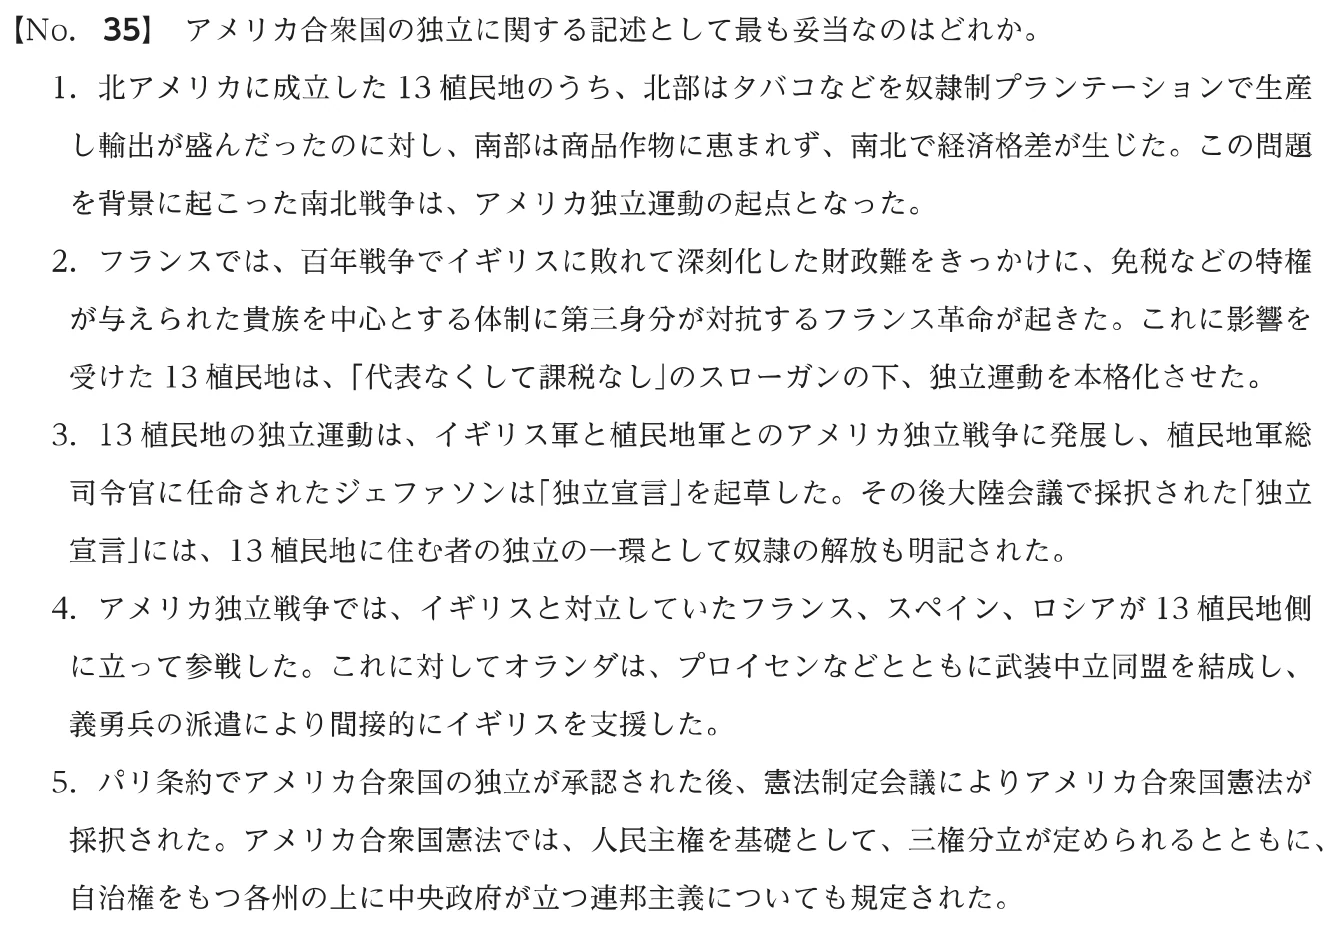 【No. 35】 アメリカ合衆国の独立に関する記述として最も妥当なのはどれか。
1. 北アメリカに成立した 13 植民地のうち、北部はタバコなどを奴隷制プランテーションで生産
し輸出が盛んだったのに対し、南部は商品作物に恵まれず、南北で経済格差が生じた。この問題
を背景に起こった南北戦争は、アメリカ独立運動の起点となった。
2. フランスでは、百年戦争でイギリスに敗れて深刻化した財政難をきっかけに、免税などの特権
が与えられた貴族を中心とする体制に第三身分が対抗するフランス革命が起きた。これに影響を
受けた 13 植民地は、「代表なくして課税なし」のスローガンの下、独立運動を本格化させた。
3. 13 植民地の独立運動は、イギリス軍と植民地軍とのアメリカ独立戦争に発展し、植民地軍総
司令官に任命されたジェファソンは「独立宣言」を起草した。その後大陸会議で採択された「独立
宣言」には、13 植民地に住む者の独立の一環として奴隷の解放も明記された。
4. アメリカ独立戦争では、イギリスと対立していたフランス、スペイン、ロシアが 13 植民地側
に立って参戦した。これに対してオランダは、プロイセンなどとともに武装中立同盟を結成し、
義勇兵の派遣により間接的にイギリスを支援した。
5. パリ条約でアメリカ合衆国の独立が承認された後、憲法制定会議によりアメリカ合衆国憲法が
採択された。アメリカ合衆国憲法では、人民主権を基礎として、三権分立が定められるとともに、
自治権をもつ各州の上に中央政府が立つ連邦主義についても規定された。